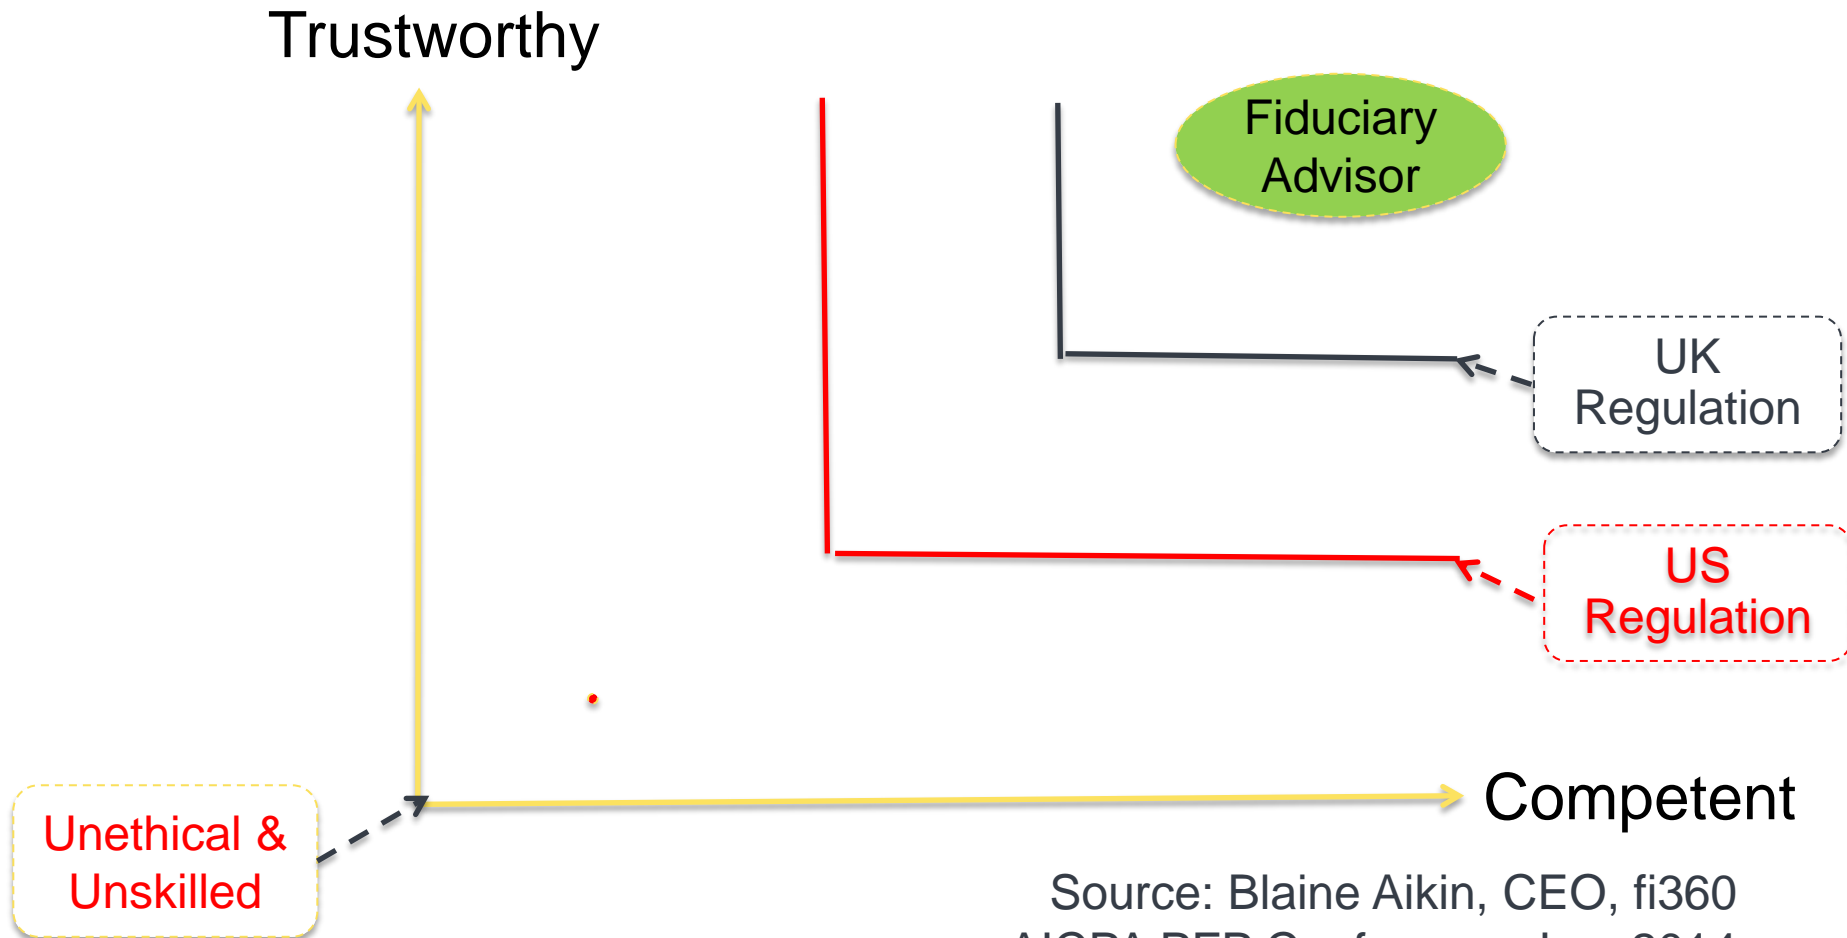 Trustworthy
Fiduciary
Advisor
UK
Regulation
US
Regulation
Competent
Unethical &
Unskilled
Source: Blaine Aikin, CEO, fi360